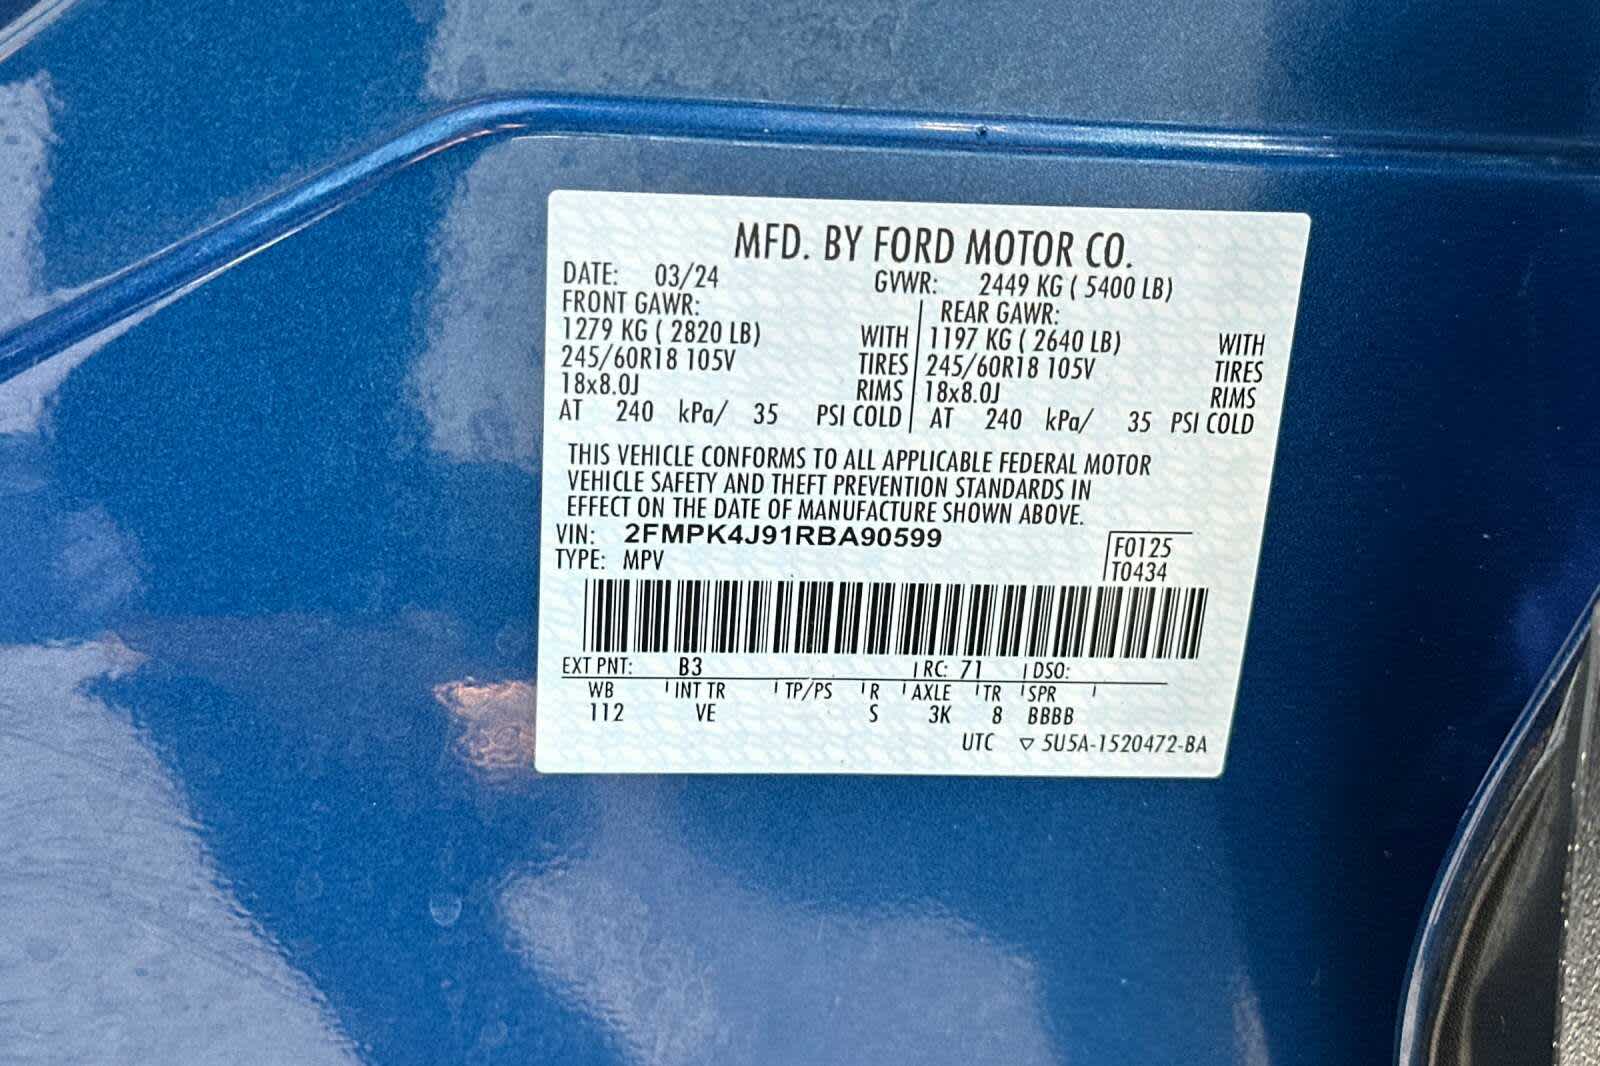 MFD. BY FORD MOTOR CO.
DATE: 03/24 GVWR: 2449 KG ( 5400 LB)
FRONT GAWR: REAR GAWR:
1279 KG ( 2820 LB) WITH 1197 KG ( 2640 LB) WITH
245/60R18 105V TIRES 245/60R18 105V TIRES
18x8.0J RIMS 18x8.0J RIMS
AT 240 kPa/ 35 PSI COLD AT 240 kPa/ 35 PSI COLD
THIS VEHICLE CONFORMS TO ALL APPLICABLE FEDERAL MOTOR
VEHICLE SAFETY AND THEFT PREVENTION STANDARDS IN
EFFECT ON THE DATE OF MANUFACTURE SHOWN ABOVE.
VIN: 2FMPK4J91RBA90599
F0125
TYPE: MPV
T0434
EXT PNT: B3 RC: 71 DSO:
WB INT TR TP/PS R AXLE TR SPR
112 VE S 3K 8 BBBB
UTC ▽ 5U5A-1520472-BA